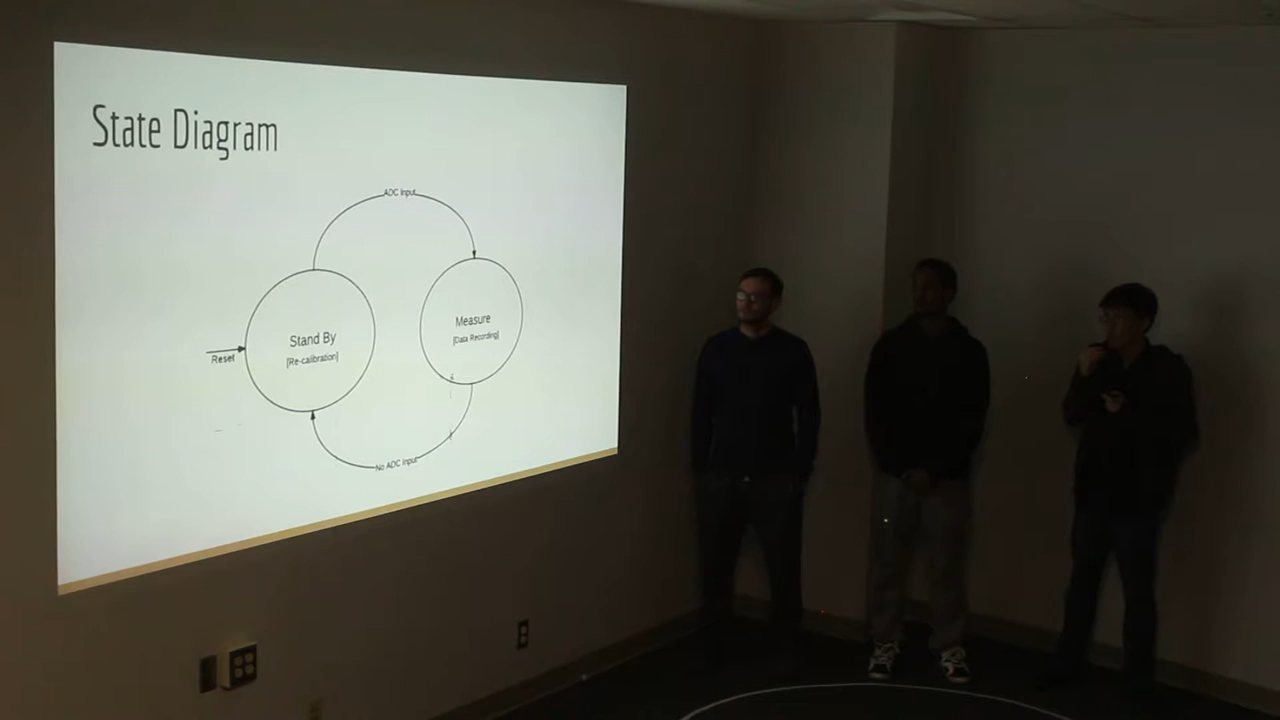 State Diagram
ADC Input
Stand By
[Re-calibration]
Measure
[Data Recording]
Reset
No ADC Input